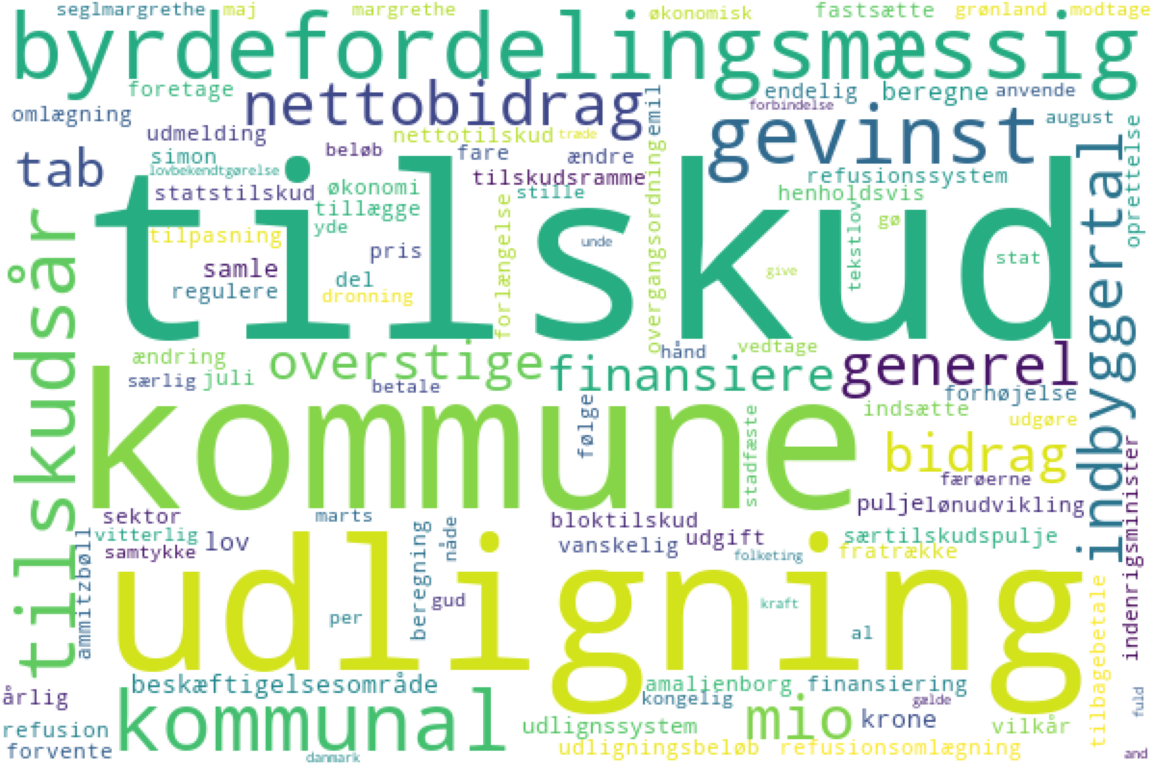 seglmargrethe maj margrethe økonomisk fastsætte grønland modtage
byrdefordelingsmæssig
foretage nettobidrag emil endelig beregne anvende
omlægning forbindelse august
udmelding nettotilskud træde gevinst
tab simon beløb fare ændre refusionssystem oprettelse
lovbekendtgørelse tilskudsramme
statstilskud økonomi stille henholdsvis
tillægge gø
tilpasning yde tilskud unde tekstlov
samle pris forlængelse overgangsordning give stat
regulere del dronning
tilskudsår indbyggertal
ændring overstige hånd vedtage generel
særlig juli betale finansiere forhøjelse
kommune følge indsætte udgøre
stadfæste bidrag
færøerne
sektor marts bloktilskud pulje lønudvikling
vitterlig lov nåde udgift særtilskudspulje indenrigsminister
samtykke vanskelig folketing fratrække
ammitzbøll udligning beregning
gud kraft
per al tilbagebetale
årlig beskæftigelsesområde amalienborg finansiering
kongelig gælde fuld
refusion kommunal udlignssystem mio krone vilkår
forvente udligningsbeløb refusionsomlægning and
danmark